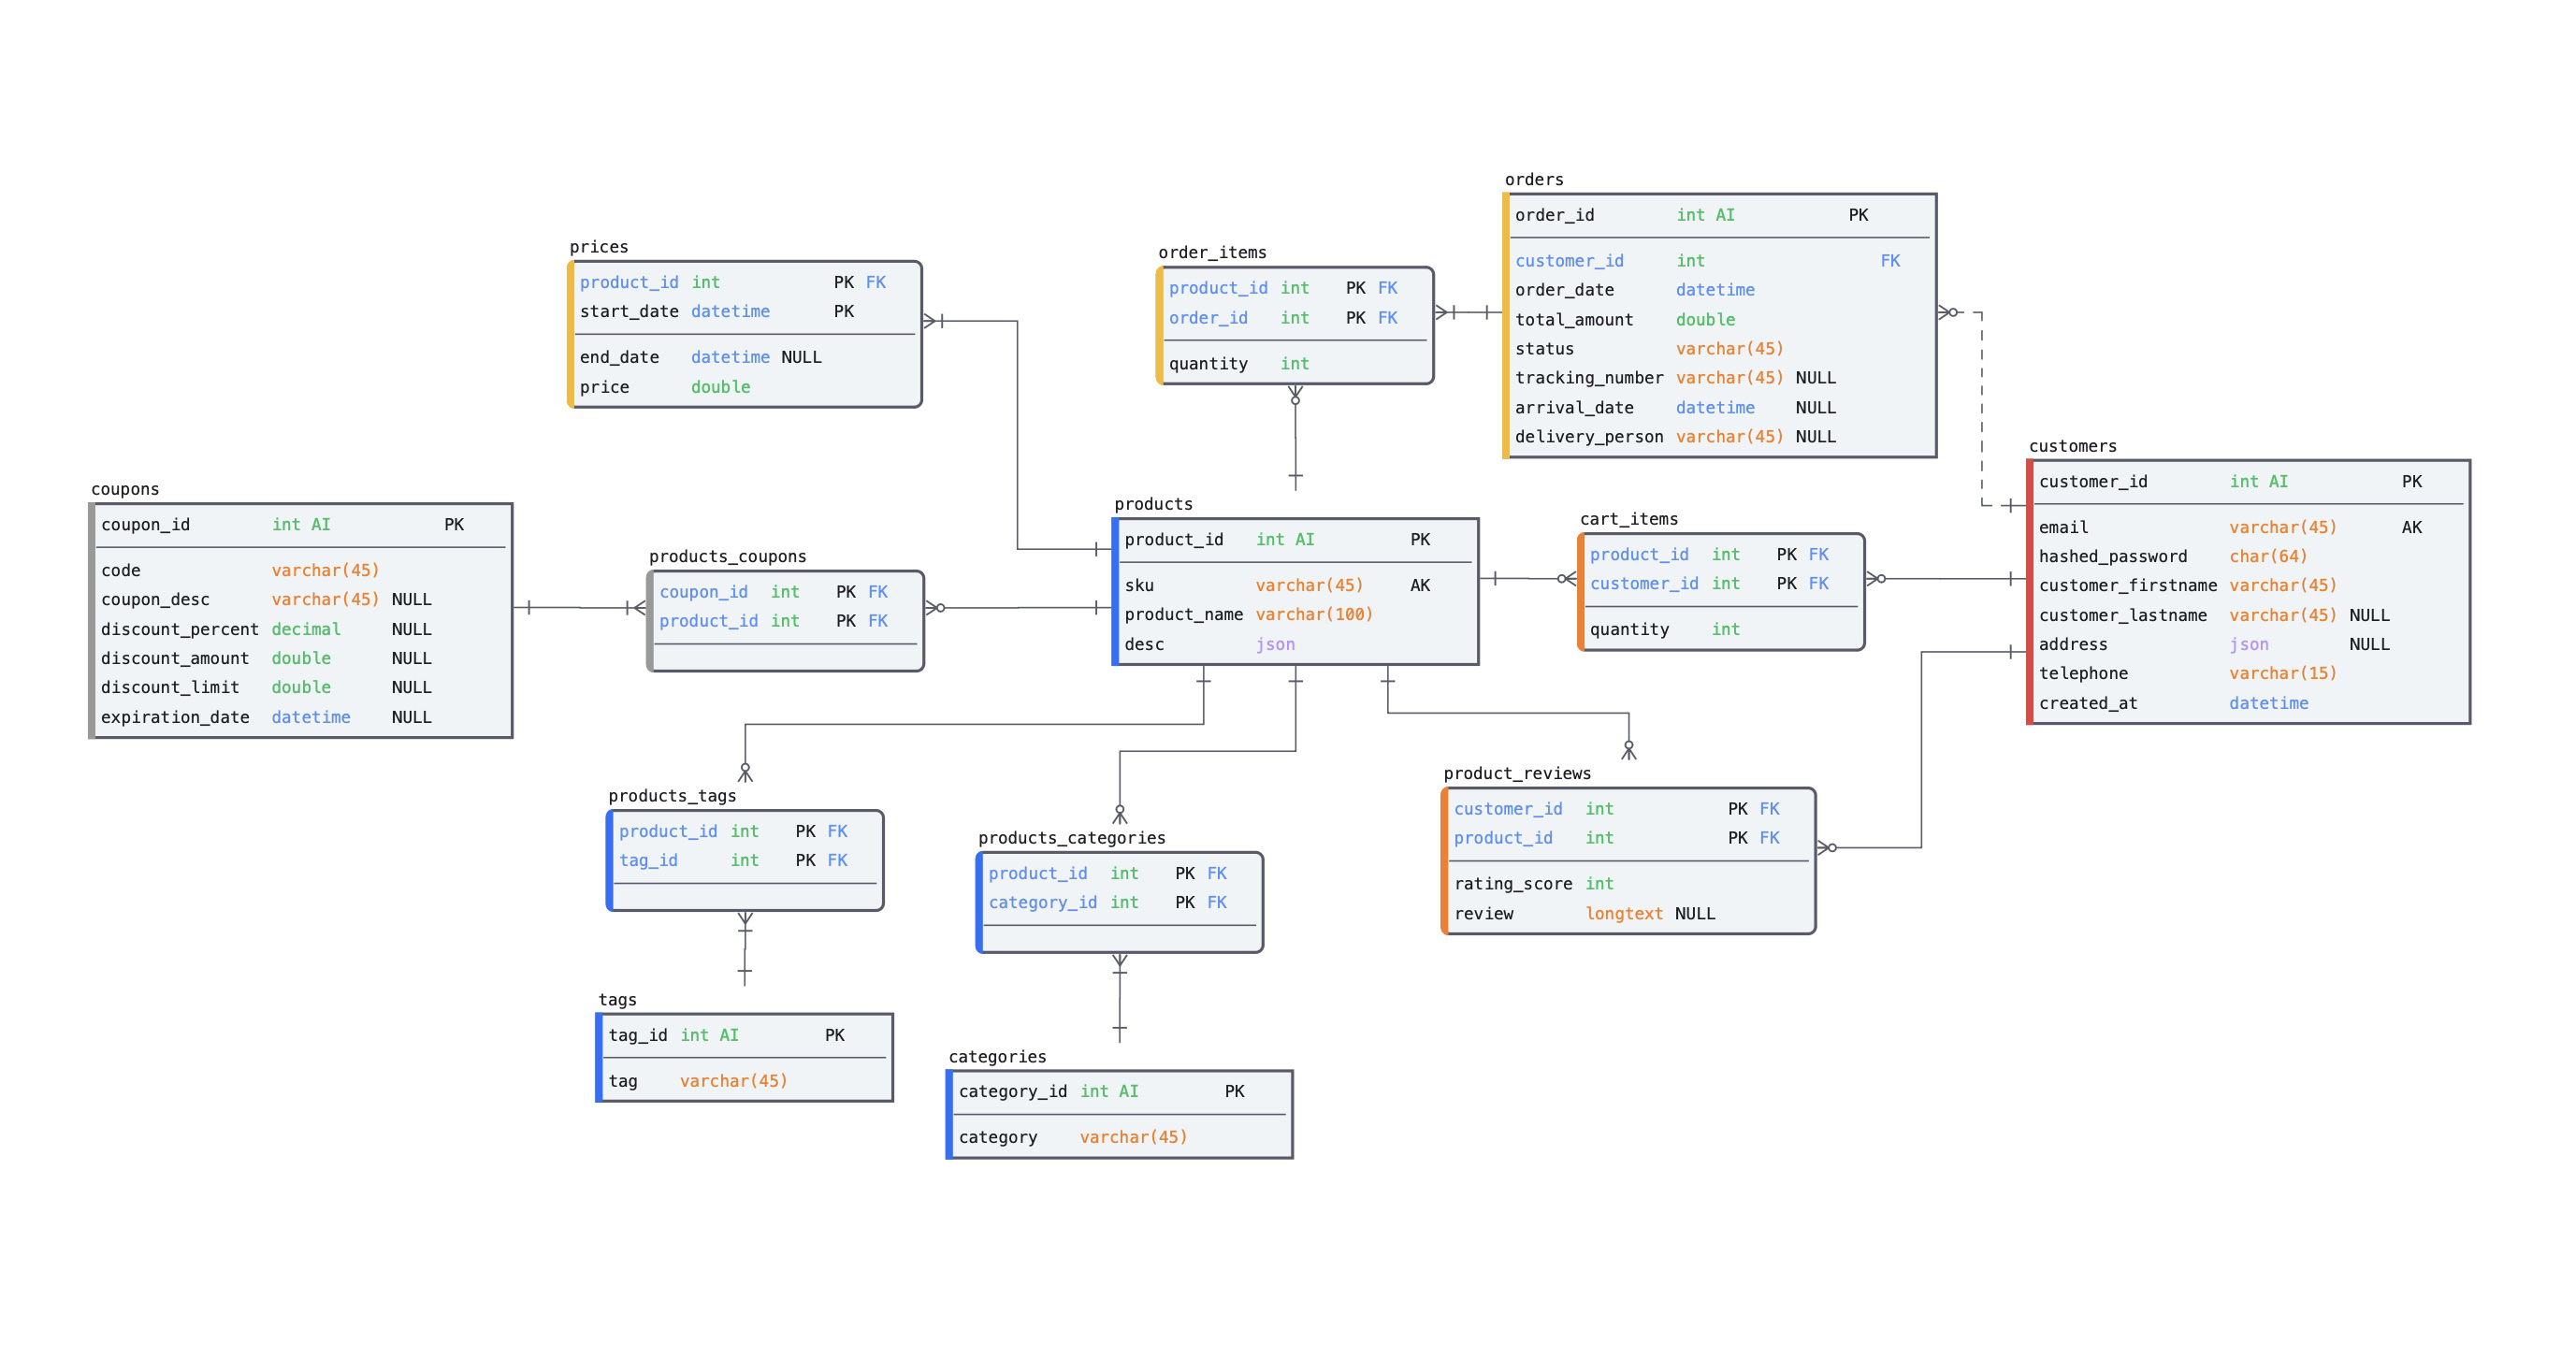 orders
order_id int AI PK
customer_id int FK
order_date datetime
total_amount double
status varchar(45)
tracking_number varchar(45) NULL
arrival_date datetime NULL
delivery_person varchar(45) NULL
prices
product_id int PK FK
start_date datetime PK
end_date datetime NULL
price double
order_items
product_id int PK FK
order_id int PK FK
quantity int
customers
customer_id int AI PK
email varchar(45) AK
hashed_password char(64)
customer_firstname varchar(45)
customer_lastname varchar(45) NULL
address json NULL
telephone varchar(15)
created_at datetime
coupons
coupon_id int AI PK
code varchar(45)
coupon_desc varchar(45) NULL
discount_percent decimal NULL
discount_amount double NULL
discount_limit double NULL
expiration_date datetime NULL
products_coupons
coupon_id int PK FK
product_id int PK FK
products
product_id int AI PK
sku varchar(45) AK
product_name varchar(100)
desc json
cart_items
product_id int PK FK
customer_id int PK FK
quantity int
product_reviews
customer_id int PK FK
product_id int PK FK
rating_score int
review longtext NULL
products_tags
product_id int PK FK
tag_id int PK FK
products_categories
product_id int PK FK
category_id int PK FK
tags
tag_id int AI PK
tag varchar(45)
categories
category_id int AI PK
category varchar(45)